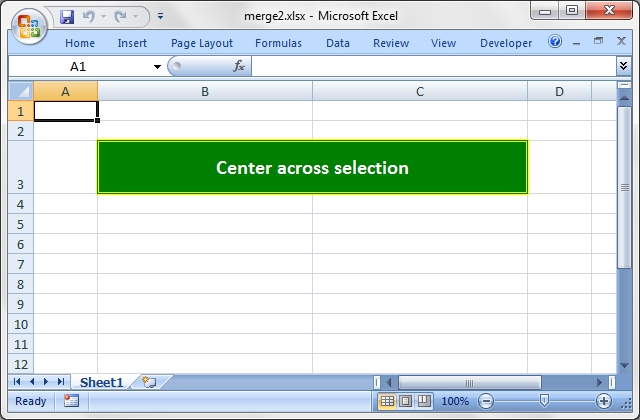 merge2.xlsx - Microsoft Excel
Home Insert Page Layout Formulas Data Review View Developer
A1 fx
A B C D
1
2
3 Center across selection
4
5
6
7
8
9
10
11
12
Sheet1
Ready 100%